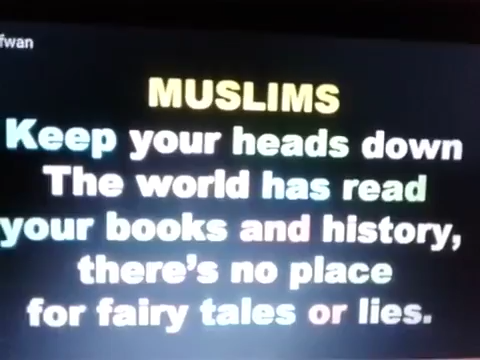 fwan
MUSLIMS
Keep your heads down
The world has read
your books and history,
there's no place
for fairy tales or lies.